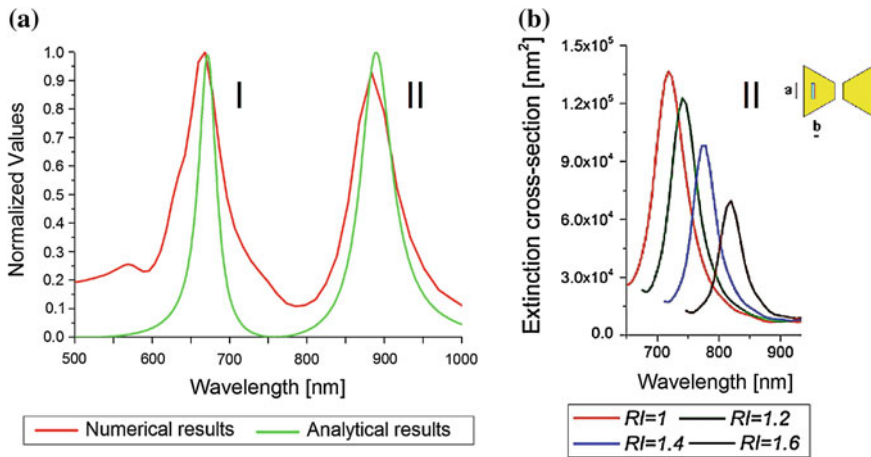 (a)
Normalized Values
1.0
0.9
0.8
0.7
0.6
0.5
0.4
0.3
0.2
0.1
0.0
I
II
500 600 700 800 900 1000
Wavelength [nm]
Numerical results Analytical results
(b)
Extinction cross-section [nm²]
1.5x10⁵
1.2x10⁵
9.0x10⁴
6.0x10⁴
3.0x10⁴
0.0
II
a
b
700 800 900
Wavelength [nm]
RI=1 RI=1.2
RI=1.4 RI=1.6